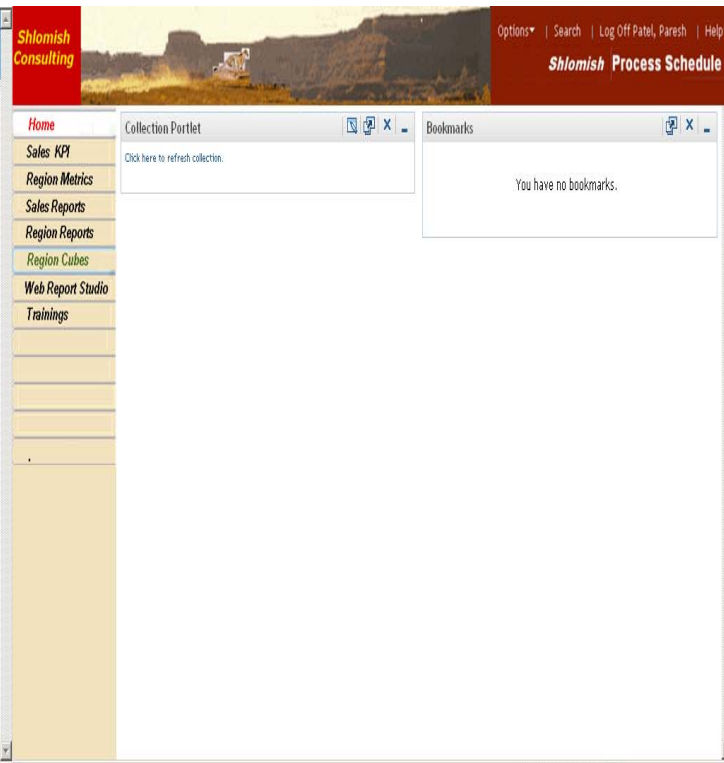 Shlomish
Consulting
Options▾ | Search | Log Off Patel, Paresh | Help
Shlomish Process Schedule
Home
Sales KPI
Region Metrics
Sales Reports
Region Reports
Region Cubes
Web Report Studio
Trainings
.
Collection Portlet
Click here to refresh collection.
Bookmarks
You have no bookmarks.